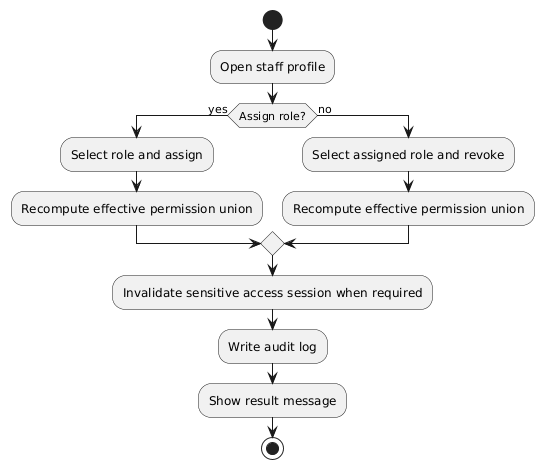 Open staff profile
Assign role?
yes
no
Select role and assign
Select assigned role and revoke
Recompute effective permission union
Recompute effective permission union
Invalidate sensitive access session when required
Write audit log
Show result message